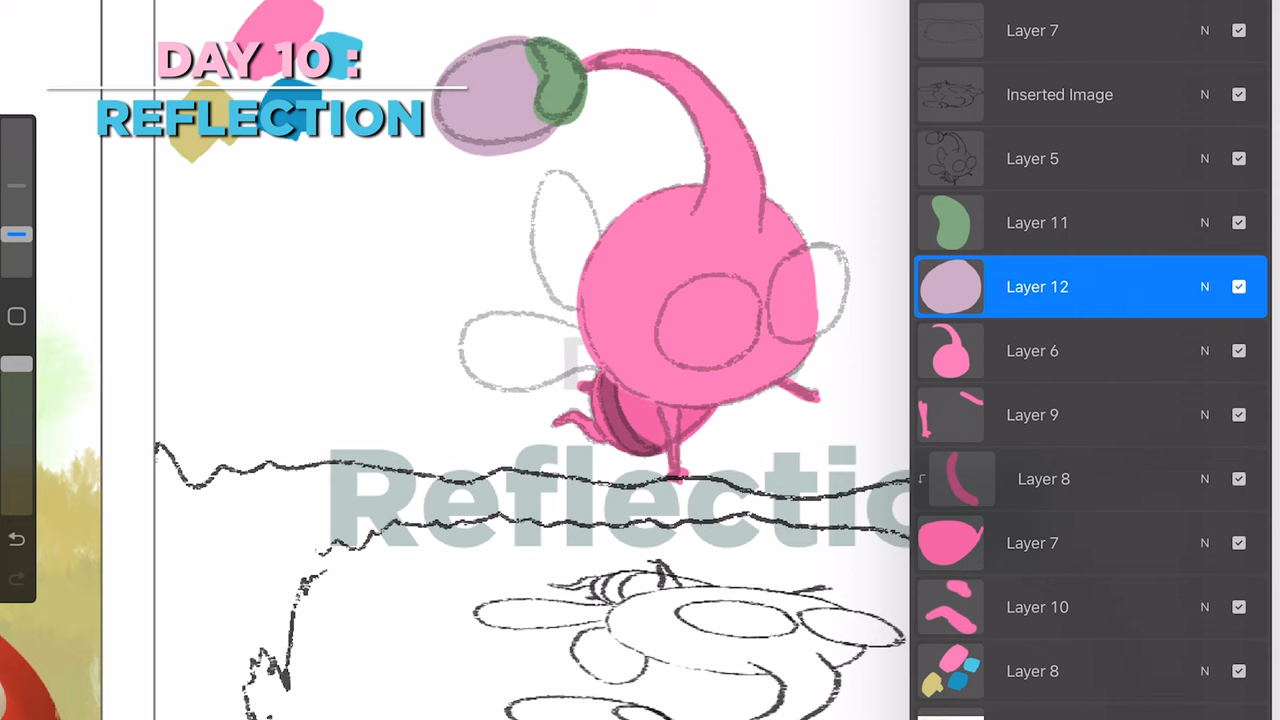 DAY 10 :
REFLECTION
Reflectio
Layer 7 N
Inserted Image N
Layer 5 N
Layer 11 N
Layer 12 N
Layer 6 N
Layer 9 N
Layer 8 N
Layer 7 N
Layer 10 N
Layer 8 N